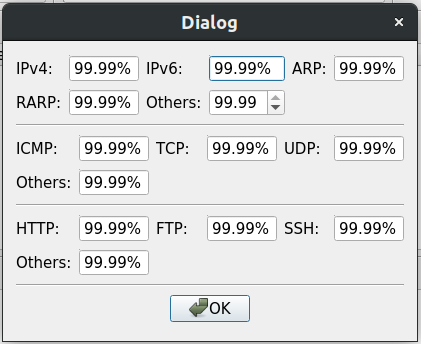 Dialog
IPv4: 99.99% IPv6: 99.99% ARP: 99.99%
RARP: 99.99% Others: 99.99
ICMP: 99.99% TCP: 99.99% UDP: 99.99%
Others: 99.99%
HTTP: 99.99% FTP: 99.99% SSH: 99.99%
Others: 99.99%
OK